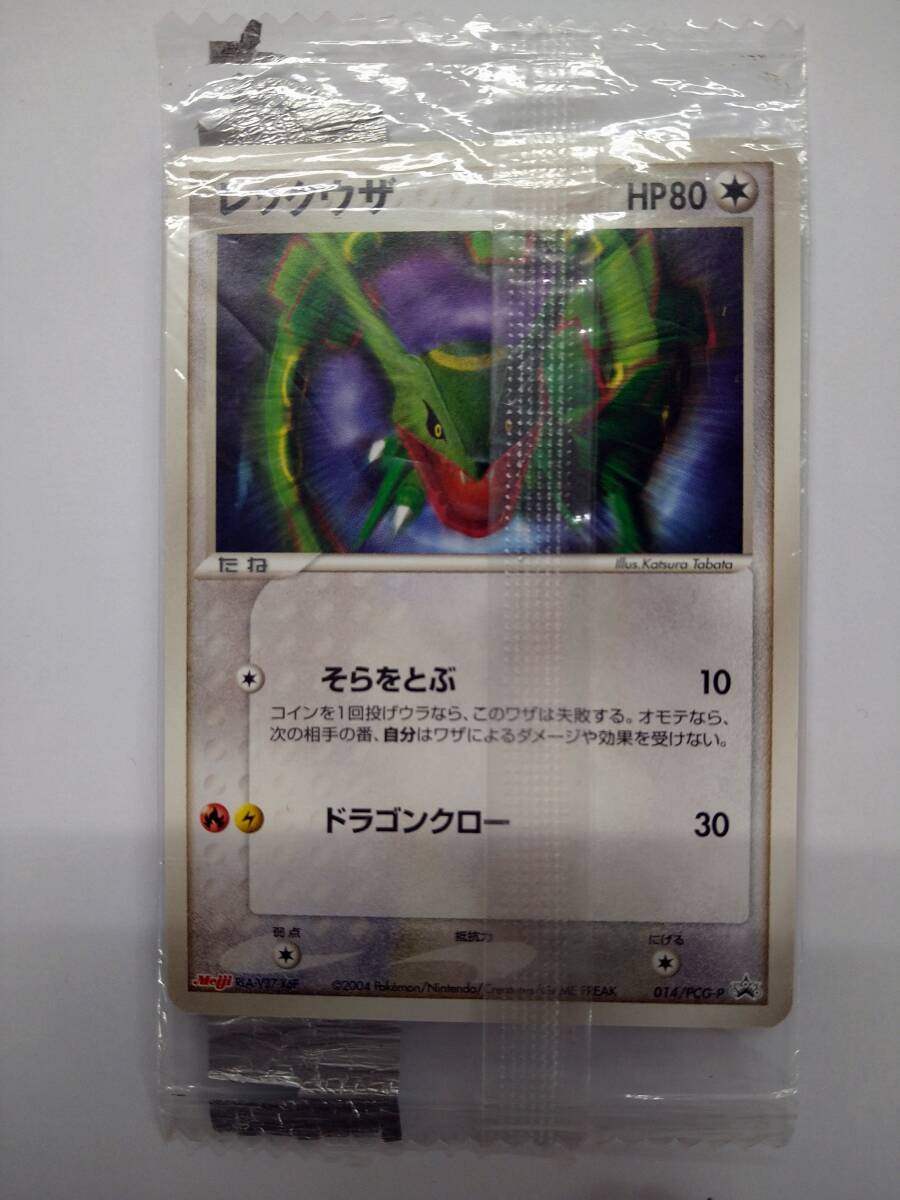 レックウザ
HP80
たね
Illus.Katsura Tabata
そらをとぶ 10
コインを1回投げウラなら、このワザは失敗する。オモテなら、
次の相手の番、自分はワザによるダメージや効果を受けない。
ドラゴンクロー 30
弱点 抵抗力 にげる
Meiji ©2004 Pokémon/Nintendo/Creatures/GAME FREAK 014/PCG-P